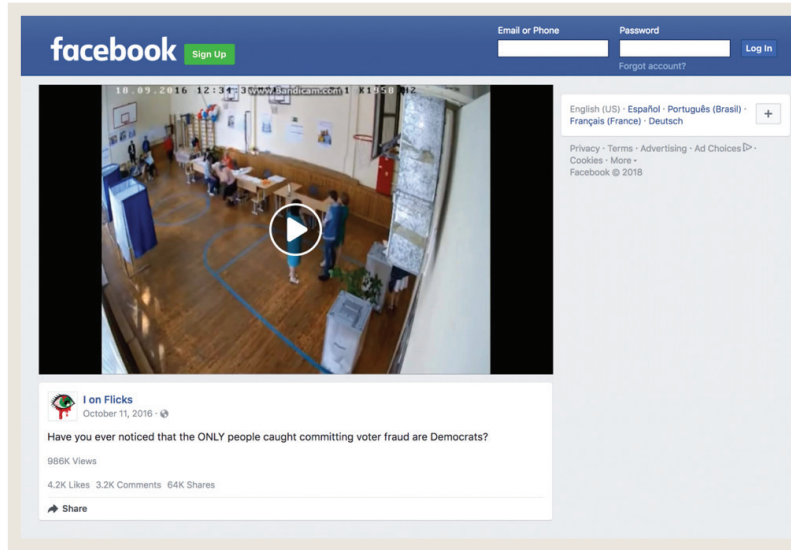 Email or Phone
Password
facebook
Sign Up
Log In
Forgot account?
18.09.2016 12:34:3
www.Bandicam.com
English (US) · Español · Português (Brasil) ·
Français (France) · Deutsch
+
Privacy · Terms · Advertising · Ad Choices ·
Cookies · More
Facebook © 2018
I on Flicks
October 11, 2016 ·
Have you ever noticed that the ONLY people caught committing voter fraud are Democrats?
986K Views
4.2K Likes 3.2K Comments 64K Shares
Share